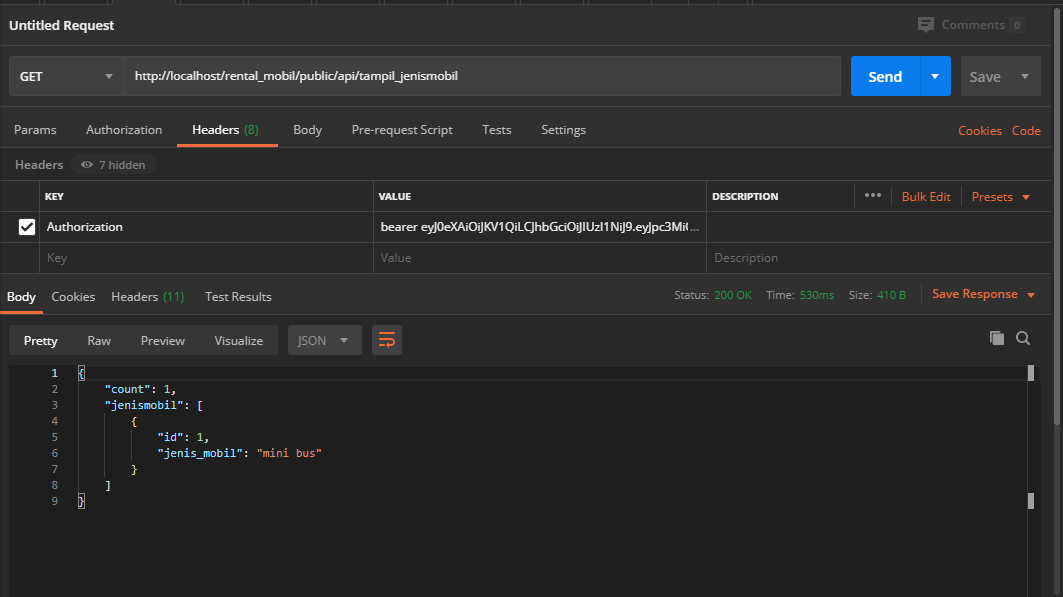 Untitled Request
Comments 0
GET
http://localhost/rental_mobil/public/api/tampil_jenismobil
Send
Save
Params
Authorization
Headers (8)
Body
Pre-request Script
Tests
Settings
Cookies
Code
Headers
7 hidden
KEY
VALUE
DESCRIPTION
Bulk Edit
Presets
Authorization
bearer eyJ0eXAiOiJKV1QiLCJhbGciOiJIUzI1NiJ9.eyJpc3Mi...
Key
Value
Description
Body
Cookies
Headers (11)
Test Results
Status: 200 OK
Time: 530ms
Size: 410 B
Save Response
Pretty
Raw
Preview
Visualize
JSON
1 {
2 "count": 1,
3 "jenismobil": [
4 {
5 "id": 1,
6 "jenis_mobil": "mini bus"
7 }
8 ]
9 }